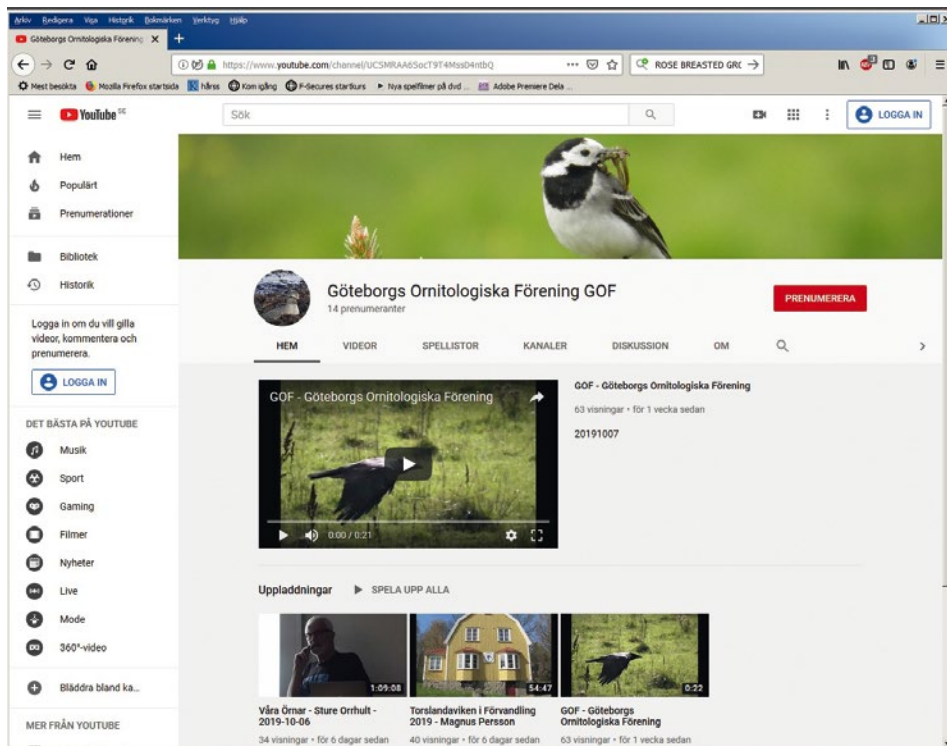 Arkiv Redigera Visa Historik Bokmärken Verktyg Hjälp
Göteborgs Ornitologiska Förening
https://www.youtube.com/channel/
ROSE BREASTED GRC
Mest besökta Mozilla Firefox startsida hårss Kom igång F-Secures startkurs Nya spelfilmer på dvd ... Adobe Premiere Dela ...
YouTube SE
Sök
LOGGA IN
Hem
Populärt
Prenumerationer
Bibliotek
Historik
Logga in om du vill gilla
videor, kommentera och
prenumerera.
LOGGA IN
DET BÄSTA PÅ YOUTUBE
Musik
Sport
Gaming
Filmer
Nyheter
Live
Mode
360°-video
Bläddra bland ka...
MER FRÅN YOUTUBE
Göteborgs Ornitologiska Förening GOF
14 prenumeranter
PRENUMERERA
HEM VIDEOR SPELLISTOR KANALER DISKUSSION OM
GOF - Göteborgs Ornitologiska Förening
0:00 / 0:21
GOF - Göteborgs Ornitologiska Förening
63 visningar • för 1 vecka sedan
20191007
Uppladdningar SPELA UPP ALLA
1:09:08
Våra Örnar - Sture Orrhult -
2019-10-06
34 visningar • för 6 dagar sedan
54:47
Torslandaviken i Förvandling
2019 - Magnus Persson
40 visningar • för 6 dagar sedan
0:22
GOF - Göteborgs
Ornitologiska Förening
63 visningar • för 1 vecka sedan